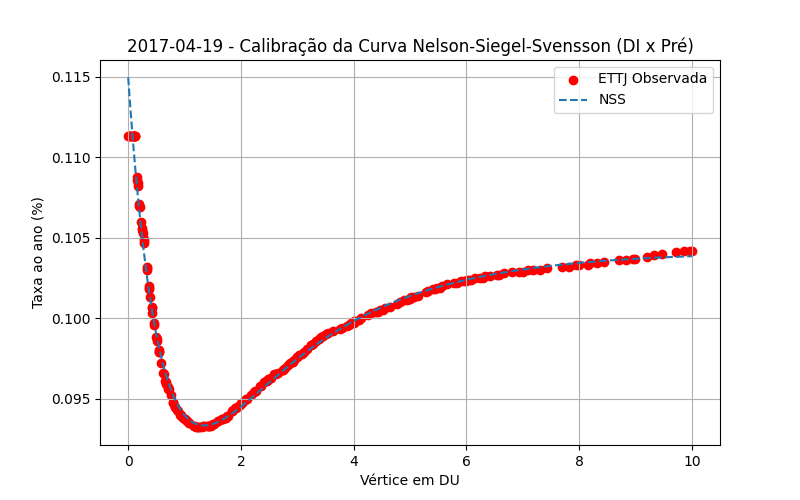 2017-04-19 - Calibração da Curva Nelson-Siegel-Svensson (DI x Pré)
ETTJ Observada
NSS
Taxa ao ano (%)
0.115
0.110
0.105
0.100
0.095
0 2 4 6 8 10
Vértice em DU